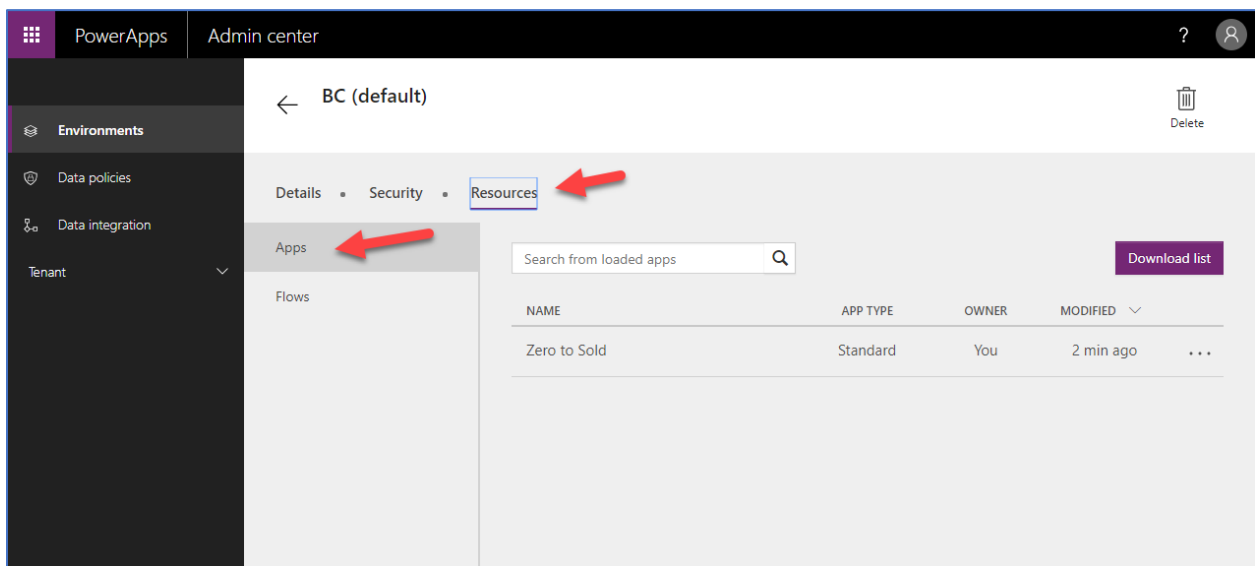 PowerApps Admin center ?
BC (default)
Delete
Environments
Data policies
Data integration
Tenant
Details Security Resources
Apps
Flows
Search from loaded apps
Download list
NAME APP TYPE OWNER MODIFIED
Zero to Sold Standard You 2 min ago ...